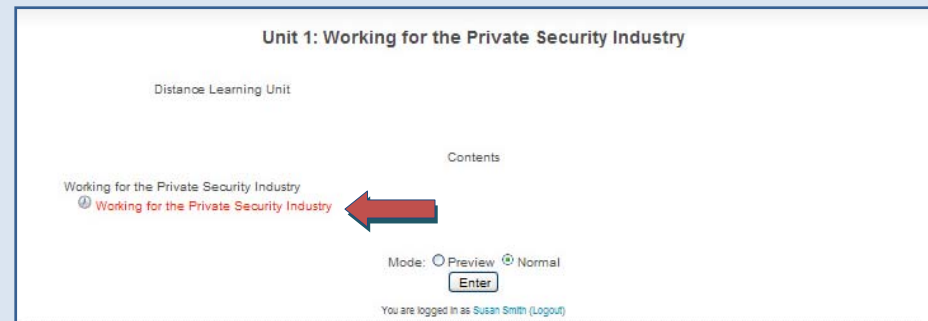 Unit 1: Working for the Private Security Industry
Distance Learning Unit
Contents
Working for the Private Security Industry
Working for the Private Security Industry
Mode: Preview Normal
Enter
You are logged in as Susan Smith (Logout)